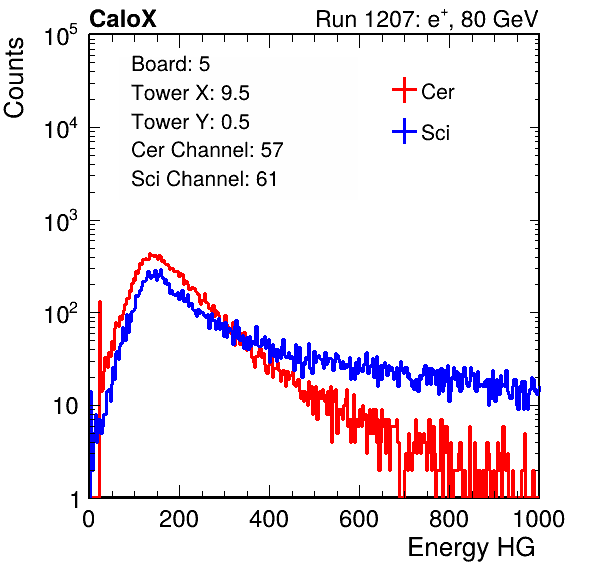 CaloX Run 1207: e⁺, 80 GeV
Counts
Board: 5
Tower X: 9.5
Tower Y: 0.5
Cer Channel: 57
Sci Channel: 61
Cer
Sci
10⁵
10⁴
10³
10²
10
1
0 200 400 600 800 1000
Energy HG